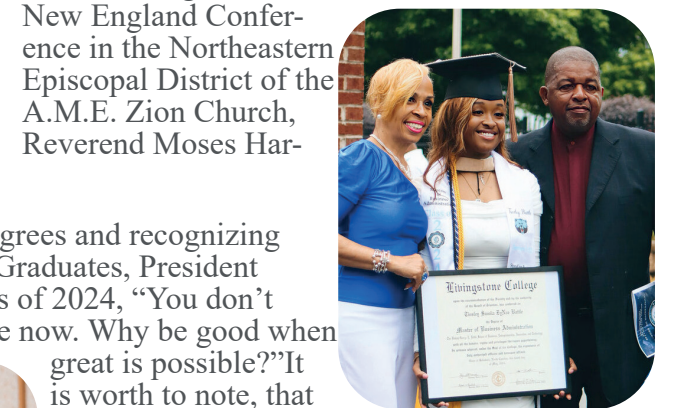 New England Confer-
ence in the Northeastern
Episcopal District of the
A.M.E. Zion Church,
Reverend Moses Har-
grees and recognizing
Graduates, President
s of 2024, “You don’t
e now. Why be good when
great is possible?”It
is worth to note, that
Livingstone College
Master of Business Administration